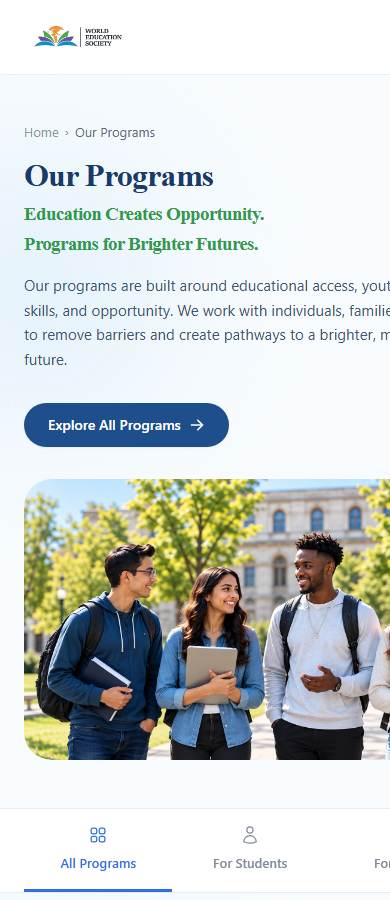 WORLD
EDUCATION
SOCIETY
Home › Our Programs
Our Programs
Education Creates Opportunity.
Programs for Brighter Futures.
Our programs are built around educational access, yout
skills, and opportunity. We work with individuals, familie
to remove barriers and create pathways to a brighter, m
future.
Explore All Programs →
All Programs
For Students
For